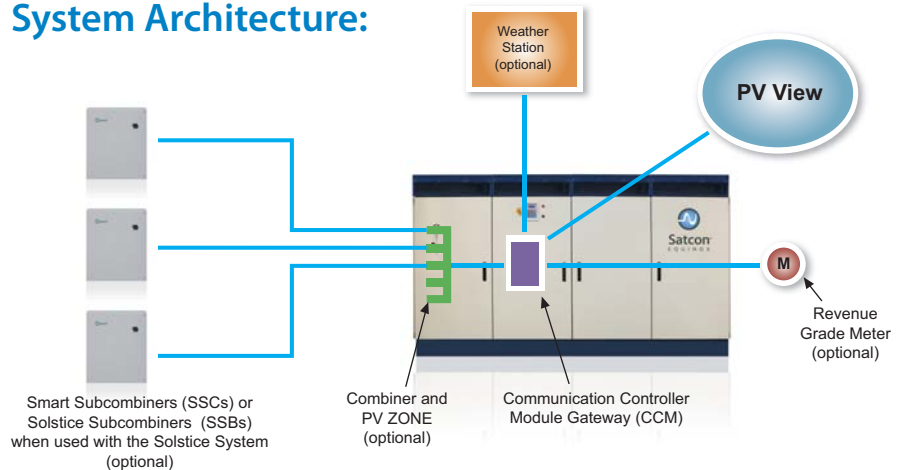 System Architecture:
Weather
Station
(optional)
PV View
Satcon
EQUINOX
M
Revenue
Grade Meter
(optional)
Combiner and
PV ZONE
(optional)
Communication Controller
Module Gateway (CCM)
Smart Subcombiners (SSCs) or
Solstice Subcombiners (SSBs)
when used with the Solstice System
(optional)